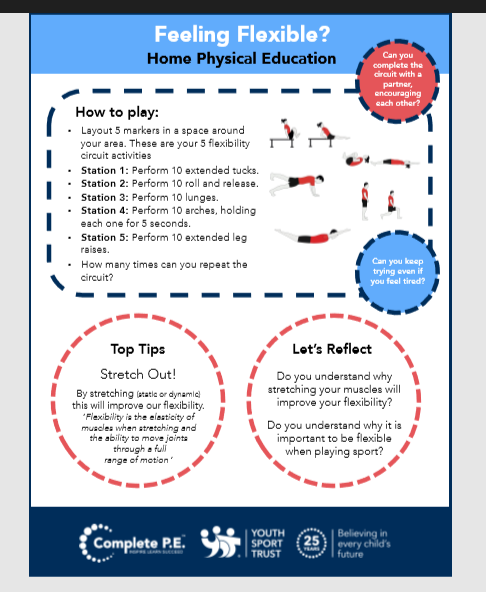 Feeling Flexible?
Home Physical Education
Can you
complete the
circuit with a
partner,
encouraging
each other?
How to play:
• Layout 5 markers in a space around
your area. These are your 5 flexibility
circuit activities
• Station 1: Perform 10 extended tucks.
• Station 2: Perform 10 roll and release.
• Station 3: Perform 10 lunges.
• Station 4: Perform 10 arches, holding
each one for 5 seconds.
• Station 5: Perform 10 extended leg
raises.
• How many times can you repeat the
circuit?
Can you keep
trying even if
you feel tired?
Top Tips
Stretch Out!
By stretching (static or dynamic)
this will improve our flexibility.
‘Flexibility is the elasticity of
muscles when stretching and
the ability to move joints
through a full
range of motion’
Let’s Reflect
Do you understand why
stretching your muscles will
improve your flexibility?
Do you understand why it is
important to be flexible
when playing sport?
Complete P.E.
INSPIRE LEARN SUCCEED
YOUTH
SPORT
TRUST
25
YEARS
Believing in
every child’s
future